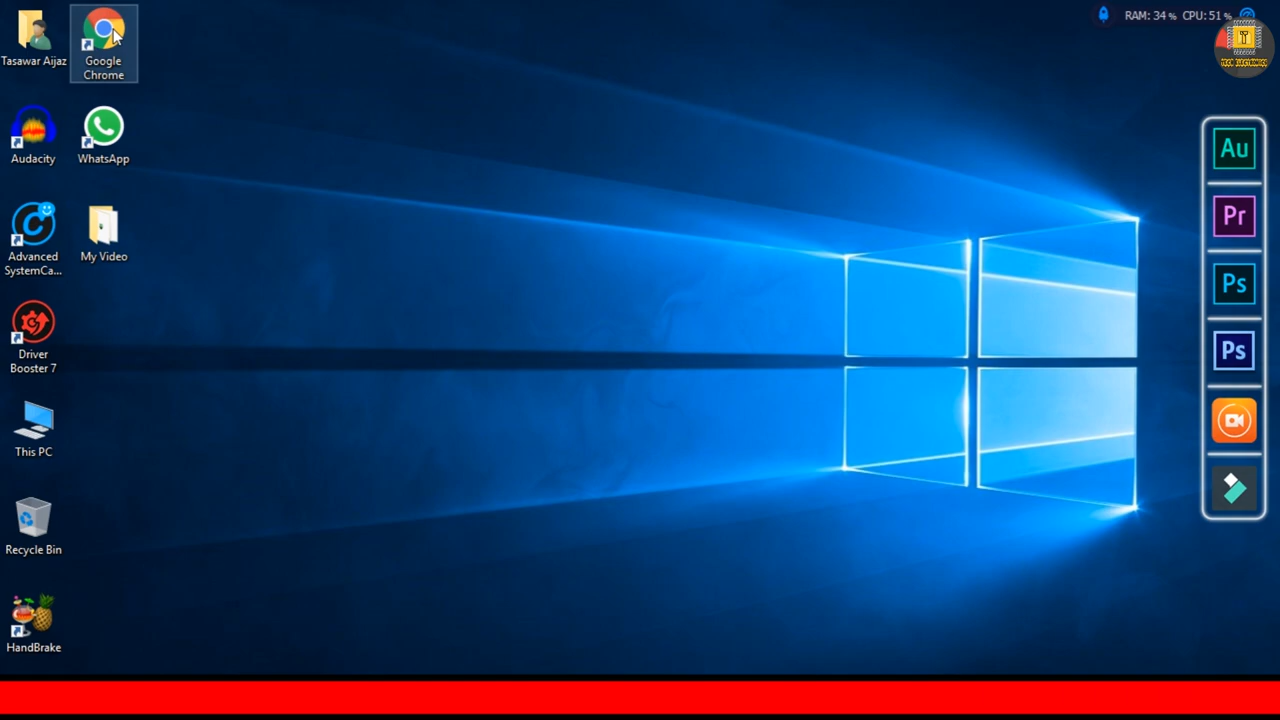 RAM: 34 % CPU: 51 %
Tasawar Aijaz
Google
Chrome
Audacity
WhatsApp
Advanced
SystemCa...
My Video
Driver
Booster 7
This PC
Recycle Bin
HandBrake
T
Au
Pr
Ps
Ps